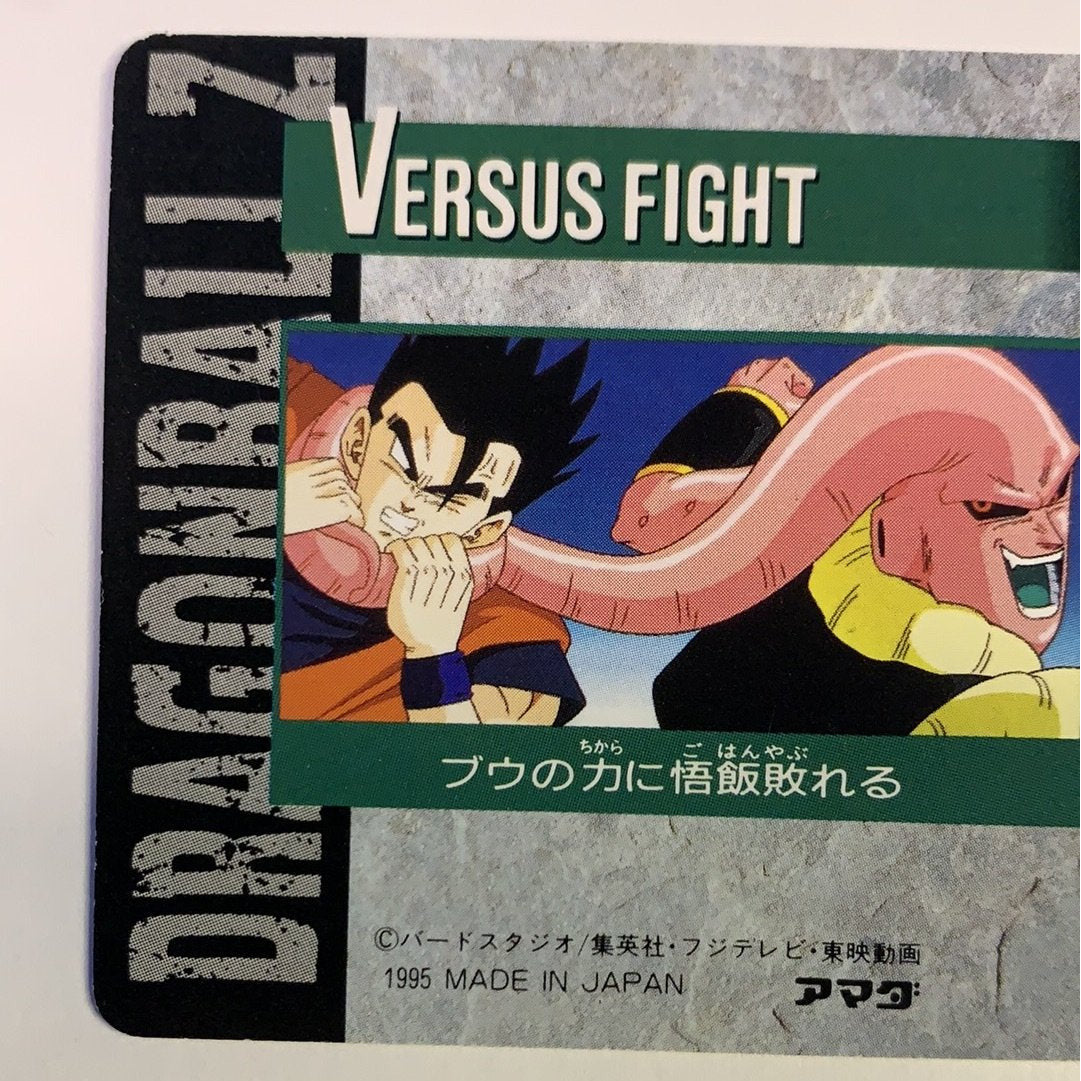 DRAGONBALL Z
VERSUS FIGHT
ちから ご はんやぶ
ブウの力に悟飯敗れる
©バードスタジオ/集英社・フジテレビ・東映動画
1995 MADE IN JAPAN
アマダ